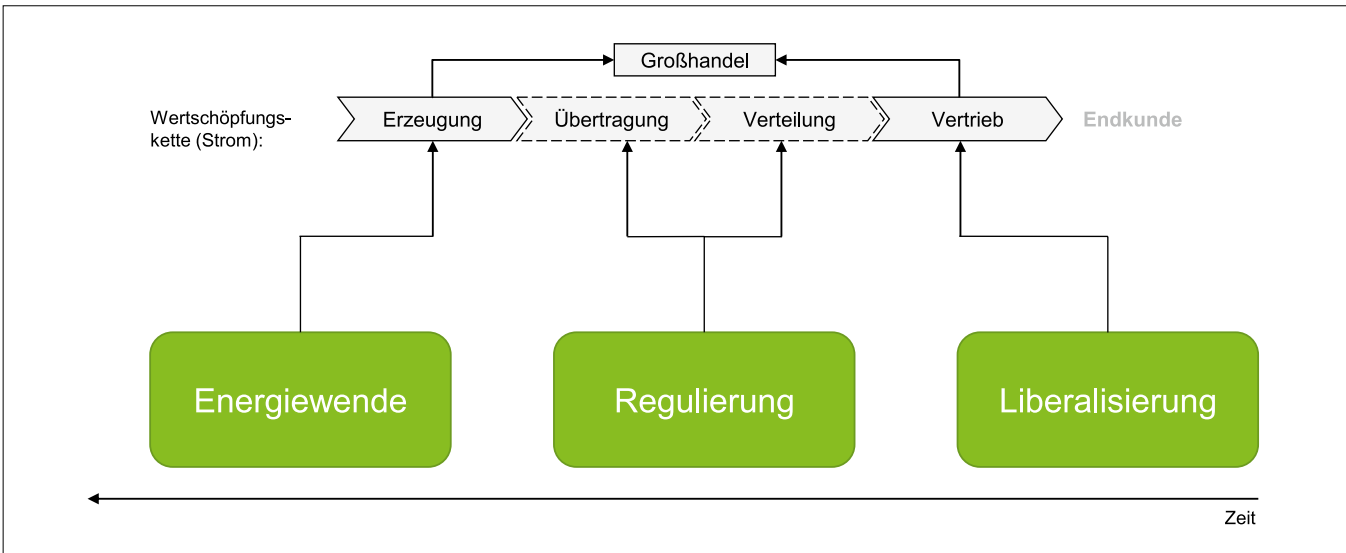 Großhandel
Wertschöpfungs-
kette (Strom):
Erzeugung
Übertragung
Verteilung
Vertrieb
Endkunde
Energiewende
Regulierung
Liberalisierung
Zeit